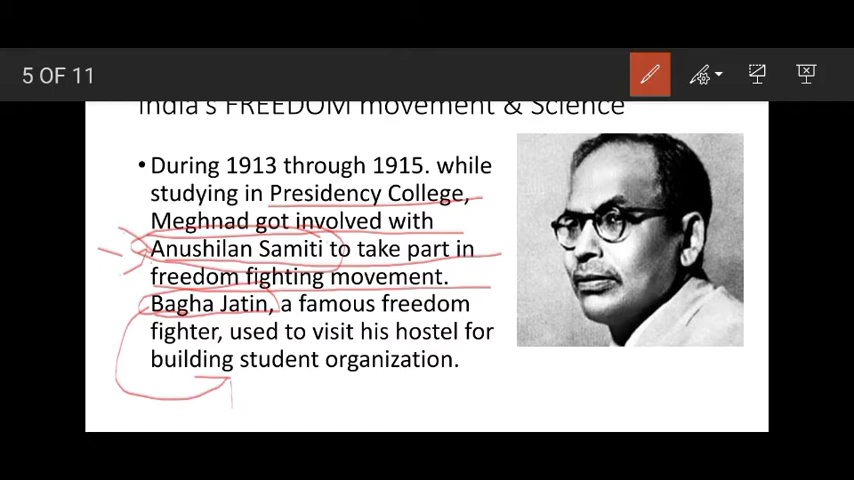 5 OF 11
India's FREEDOM movement & Science
• During 1913 through 1915. while
studying in Presidency College,
Meghnad got involved with
Anushilan Samiti to take part in
freedom fighting movement.
Bagha Jatin, a famous freedom
fighter, used to visit his hostel for
building student organization.